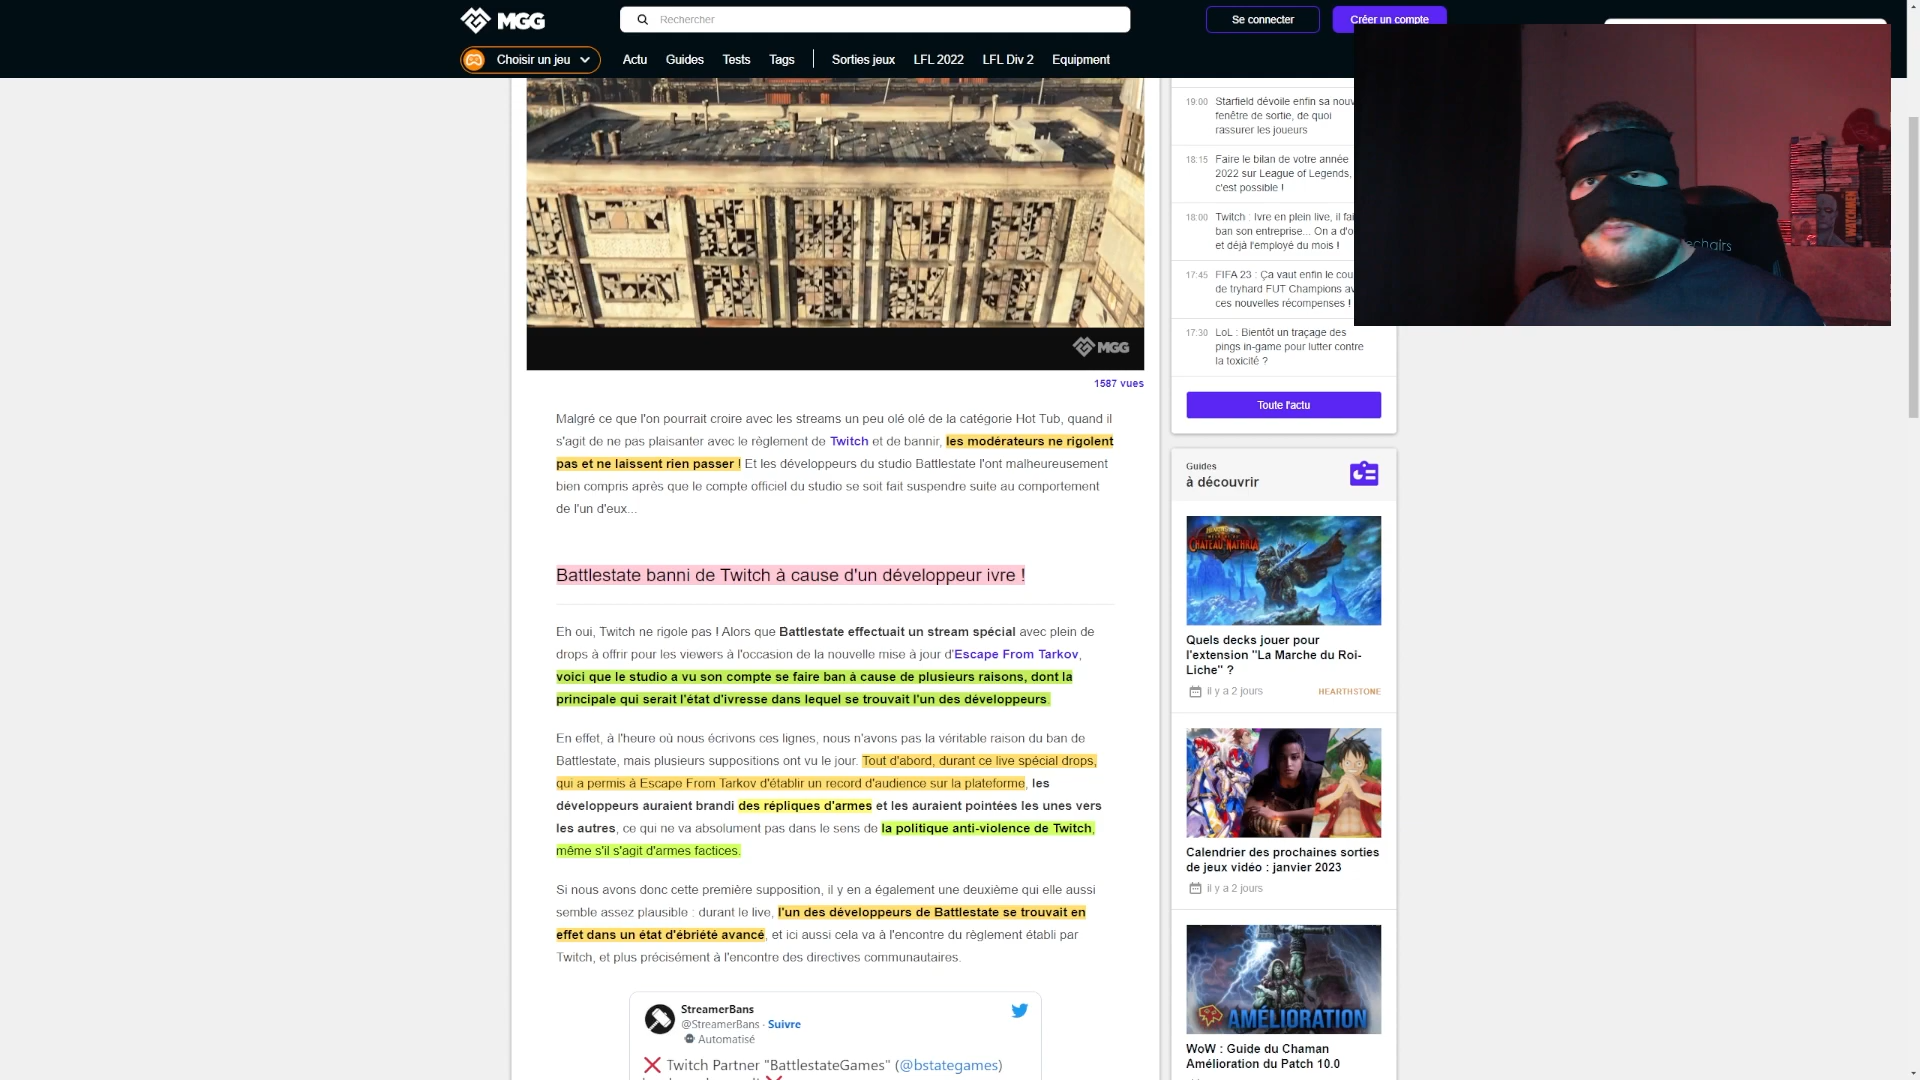 MGG
Rechercher
Se connecter
Créer un compte
Choisir un jeu
Actu
Guides
Tests
Tags
Sorties jeux
LFL 2022
LFL Div 2
Equipment
MGG
1587 vues
Malgré ce que l'on pourrait croire avec les streams un peu olé olé de la catégorie Hot Tub, quand il
s'agit de ne pas plaisanter avec le règlement de Twitch et de bannir, les modérateurs ne rigolent
pas et ne laissent rien passer ! Et les développeurs du studio Battlestate l'ont malheureusement
bien compris après que le compte officiel du studio se soit fait suspendre suite au comportement
de l'un d'eux...
Battlestate banni de Twitch à cause d'un développeur ivre !
Eh oui, Twitch ne rigole pas ! Alors que Battlestate effectuait un stream spécial avec plein de
drops à offrir pour les viewers à l'occasion de la nouvelle mise à jour d'Escape From Tarkov,
voici que le studio a vu son compte se faire ban à cause de plusieurs raisons, dont la
principale qui serait l'état d'ivresse dans lequel se trouvait l'un des développeurs.
En effet, à l'heure où nous écrivons ces lignes, nous n'avons pas la véritable raison du ban de
Battlestate, mais plusieurs suppositions ont vu le jour. Tout d'abord, durant ce live spécial drops,
qui a permis à Escape From Tarkov d'établir un record d'audience sur la plateforme, les
développeurs auraient brandi des répliques d'armes et les auraient pointées les unes vers
les autres, ce qui ne va absolument pas dans le sens de la politique anti-violence de Twitch,
même s'il s'agit d'armes factices.
Si nous avons donc cette première supposition, il y en a également une deuxième qui elle aussi
semble assez plausible : durant le live, l'un des développeurs de Battlestate se trouvait en
effet dans un état d'ébriété avancé, et ici aussi cela va à l'encontre du règlement établi par
Twitch, et plus précisément à l'encontre des directives communautaires.
StreamerBans
@StreamerBans · Suivre
Automatisé
Twitch Partner "BattlestateGames" (@bstategames)
19:00 Starfield dévoile enfin sa nouv
fenêtre de sortie, de quoi
rassurer les joueurs
18:15 Faire le bilan de votre année
2022 sur League of Legends,
c'est possible !
18:00 Twitch : Ivre en plein live, il fai
ban son entreprise... On a d'o
et déjà l'employé du mois !
17:45 FIFA 23 : Ça vaut enfin le cou
de tryhard FUT Champions av
ces nouvelles récompenses !
17:30 LoL : Bientôt un traçage des
pings in-game pour lutter contre
la toxicité ?
Toute l'actu
Guides
à découvrir
CHÂTEAU NATHRIA
Quels decks jouer pour
l'extension "La Marche du Roi-
Liche" ?
il y a 2 jours
HEARTHSTONE
Calendrier des prochaines sorties
de jeux vidéo : janvier 2023
il y a 2 jours
AMÉLIORATION
WoW : Guide du Chaman
Amélioration du Patch 10.0
echairs
WATCHMEN